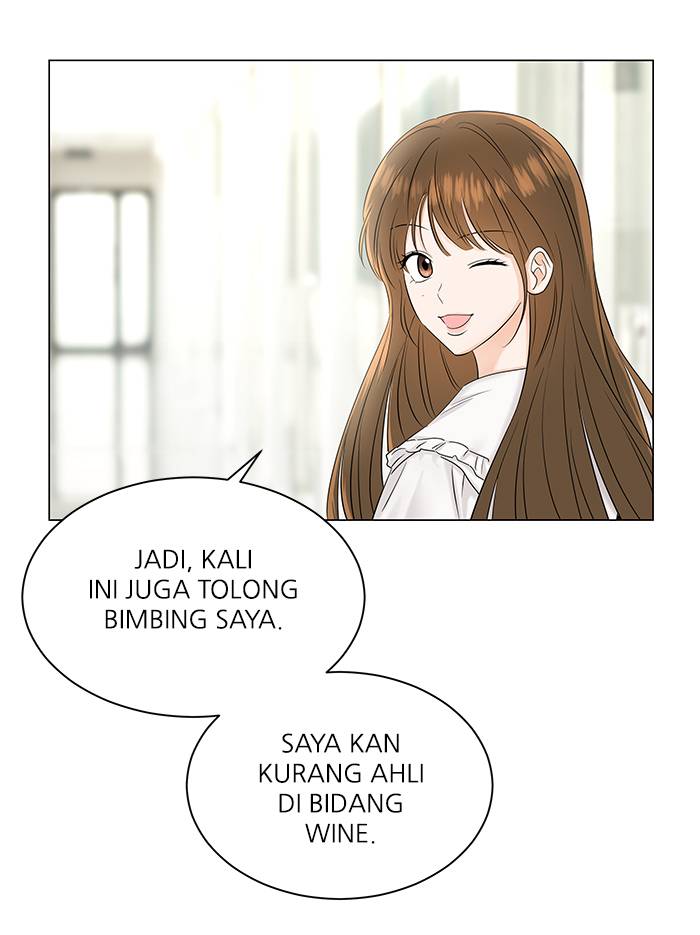 JADI, KALI
INI JUGA TOLONG
BIMBING SAYA.
SAYA KAN
KURANG AHLI
DI BIDANG
WINE.